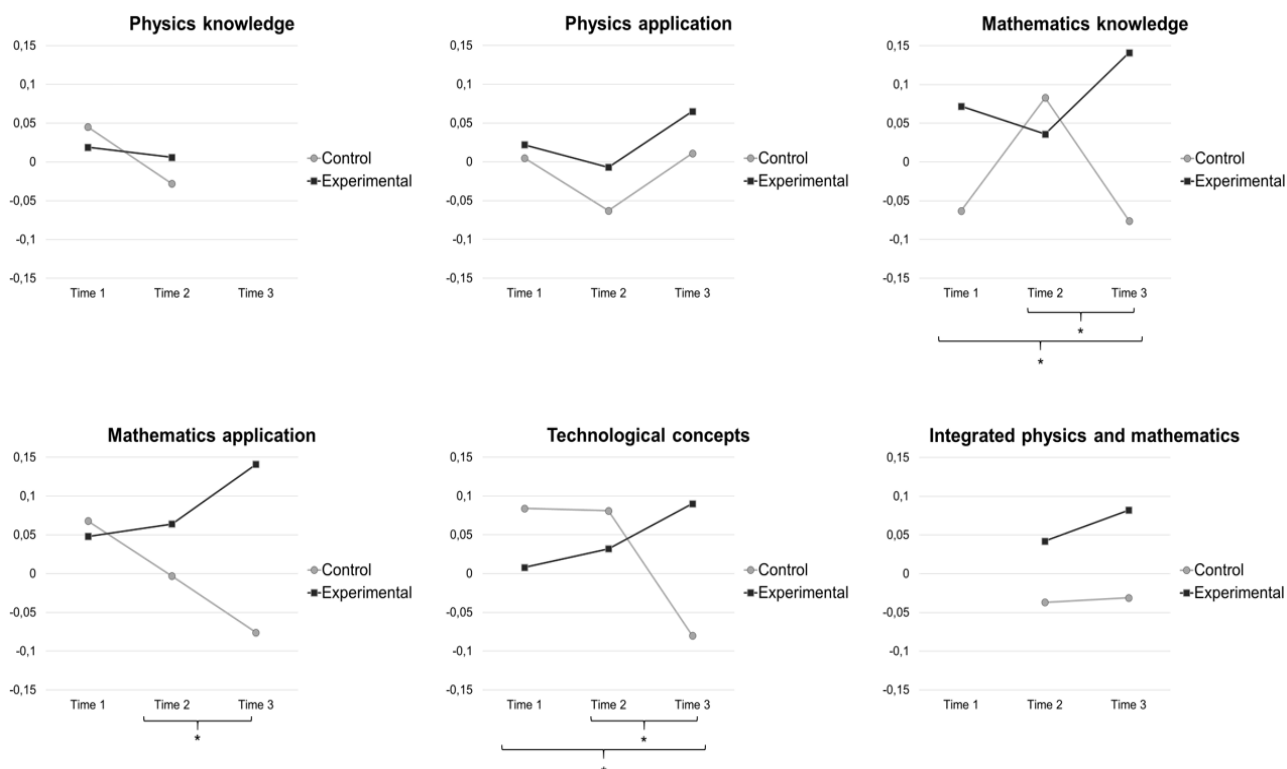 Physics knowledge
0,15
0,1
0,05
0
-0,05
-0,1
-0,15
Time 1 Time 2 Time 3
Control
Experimental
Physics application
0,15
0,1
0,05
0
-0,05
-0,1
-0,15
Time 1 Time 2 Time 3
Control
Experimental
Mathematics knowledge
0,15
0,1
0,05
0
-0,05
-0,1
-0,15
Time 1 Time 2 Time 3
*
*
Control
Experimental
Mathematics application
0,15
0,1
0,05
0
-0,05
-0,1
-0,15
Time 1 Time 2 Time 3
*
Control
Experimental
Technological concepts
0,15
0,1
0,05
0
-0,05
-0,1
-0,15
Time 1 Time 2 Time 3
*
*
Control
Experimental
Integrated physics and mathematics
0,15
0,1
0,05
0
-0,05
-0,1
-0,15
Time 1 Time 2 Time 3
Control
Experimental